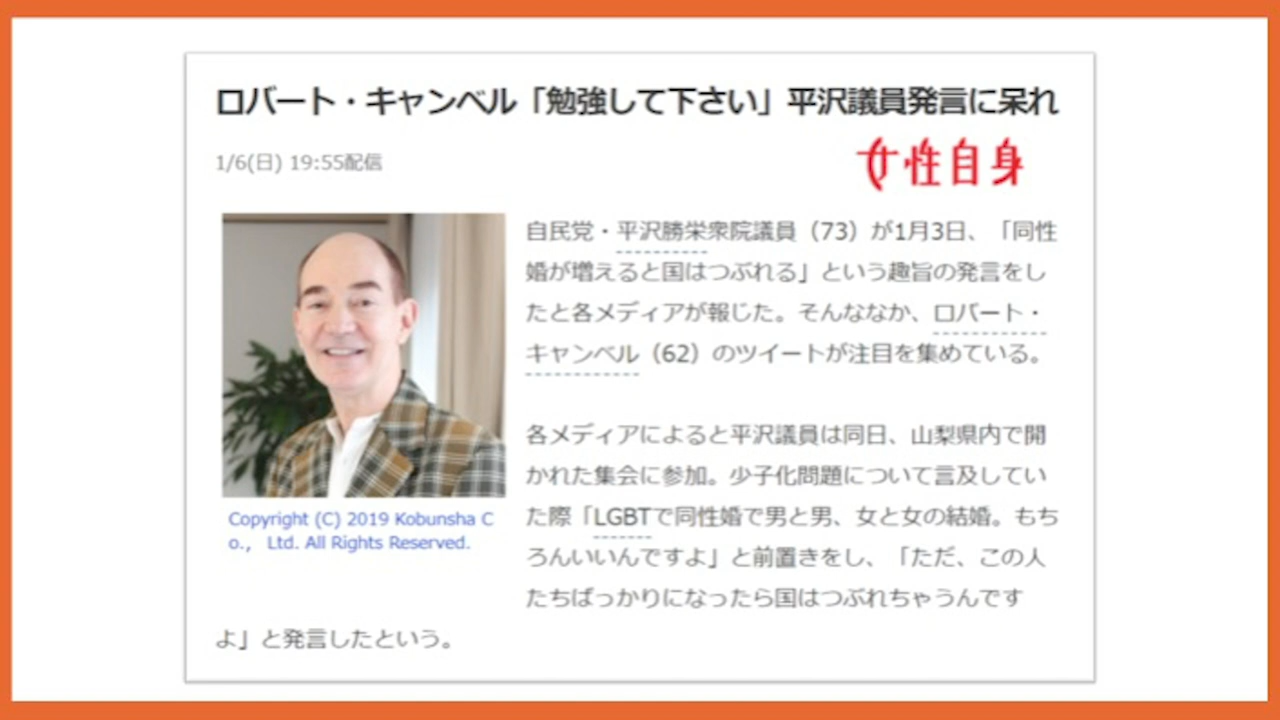 ロバート・キャンベル「勉強して下さい」平沢議員発言に呆れ
1/6(日) 19:55配信
女性自身
自民党・平沢勝栄衆院議員（73）が1月3日、「同性
婚が増えると国はつぶれる」という趣旨の発言をし
たと各メディアが報じた。そんななか、ロバート・
キャンベル（62）のツイートが注目を集めている。
各メディアによると平沢議員は同日、山梨県内で開
かれた集会に参加。少子化問題について言及してい
た際「LGBTで同性婚で男と男、女と女の結婚。もち
ろんいいんですよ」と前置きをし、「ただ、この人
たちばっかりになったら国はつぶれちゃうんです
よ」と発言したという。
Copyright (C) 2019 Kobunsha C
o.， Ltd. All Rights Reserved.